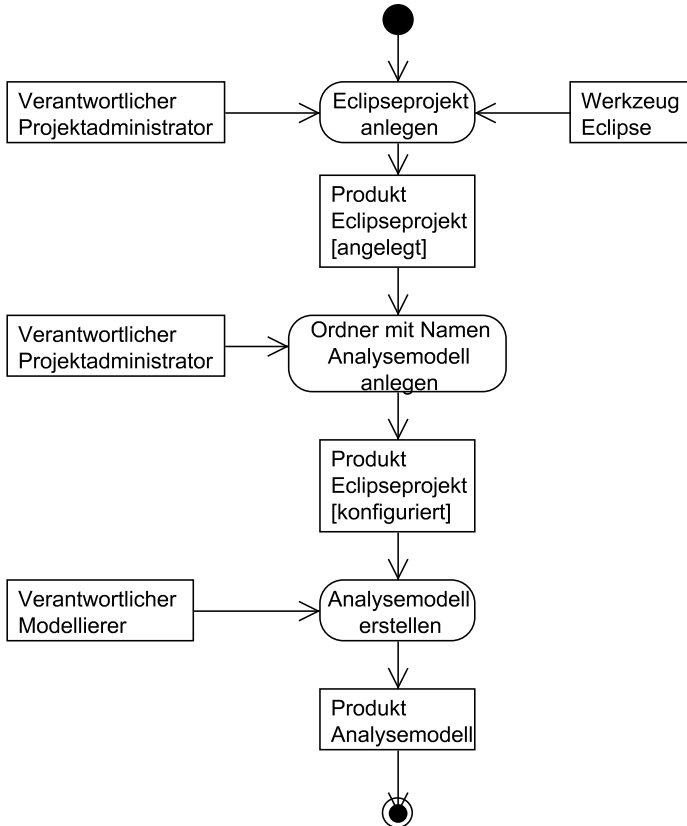 Verantwortlicher
Projektadministrator
Eclipseprojekt
anlegen
Werkzeug
Eclipse
Produkt
Eclipseprojekt
[angelegt]
Verantwortlicher
Projektadministrator
Ordner mit Namen
Analysemodell
anlegen
Produkt
Eclipseprojekt
[konfiguriert]
Verantwortlicher
Modellierer
Analysemodell
erstellen
Produkt
Analysemodell